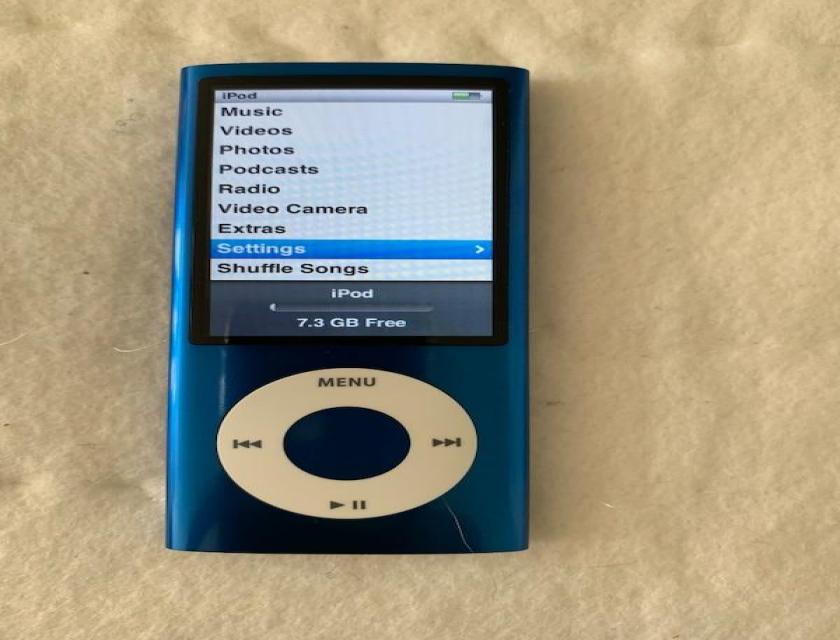 iPod
Music
Videos
Photos
Podcasts
Radio
Video Camera
Extras
Settings
Shuffle Songs
iPod
7.3 GB Free
MENU